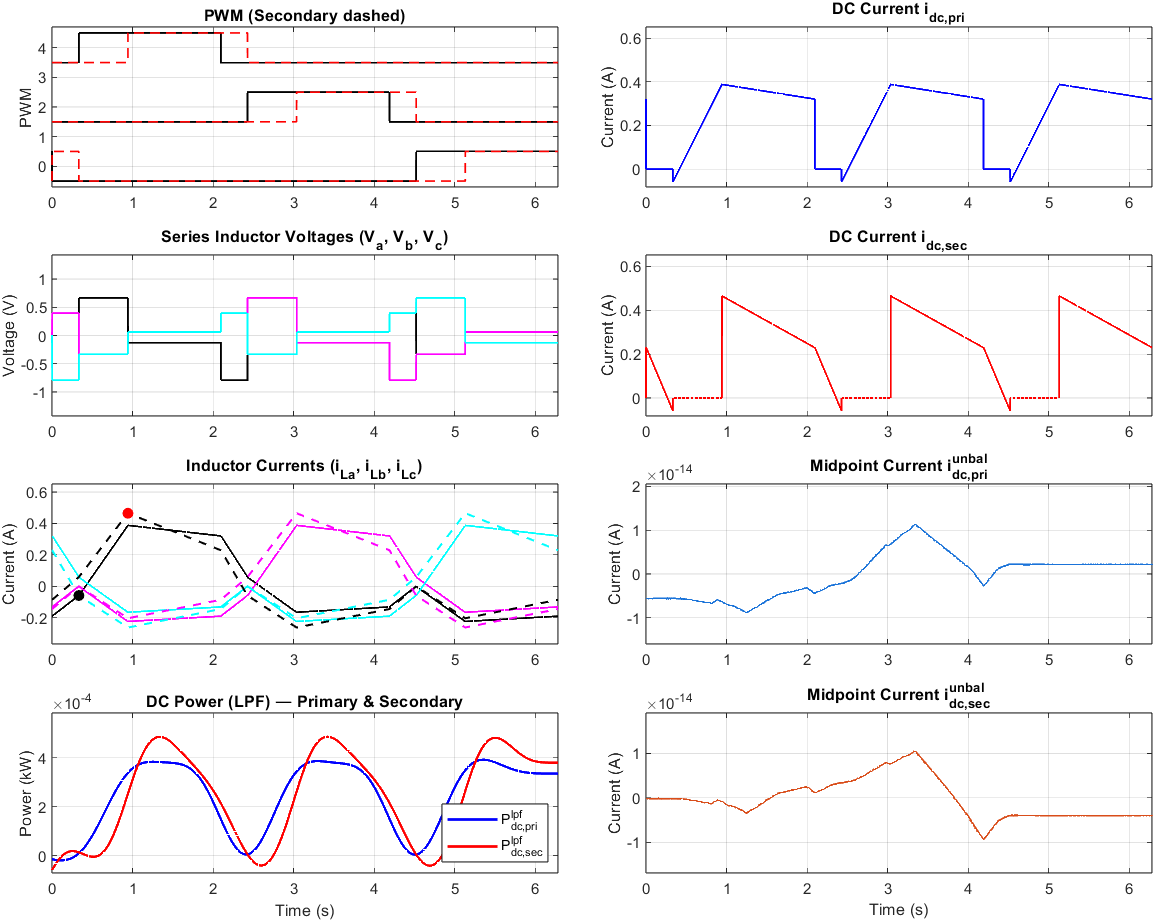 PWM (Secondary dashed)
PWM
4
3
2
1
0
0 1 2 3 4 5 6
DC Current i_dc,pri
Current (A)
0.6
0.4
0.2
0
0 1 2 3 4 5 6
Series Inductor Voltages (V_a, V_b, V_c)
Voltage (V)
1
0.5
0
-0.5
-1
0 1 2 3 4 5 6
DC Current i_dc,sec
Current (A)
0.6
0.4
0.2
0
0 1 2 3 4 5 6
Inductor Currents (i_La, i_Lb, i_Lc)
Current (A)
0.6
0.4
0.2
0
-0.2
0 1 2 3 4 5 6
Midpoint Current i_dc,pri^unbal
×10^-14
Current (A)
2
1
0
-1
0 1 2 3 4 5 6
DC Power (LPF) — Primary & Secondary
×10^-4
Power (kW)
4
2
0
P_dc,pri^lpf
P_dc,sec^lpf
0 1 2 3 4 5 6
Time (s)
Midpoint Current i_dc,sec^unbal
×10^-14
Current (A)
1
0
-1
0 1 2 3 4 5 6
Time (s)